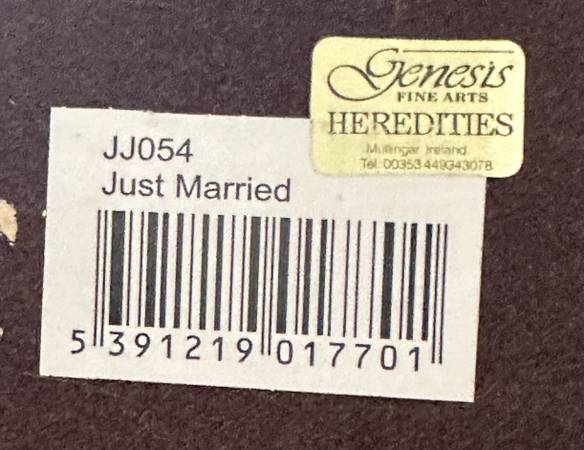 Genesis
FINE ARTS
HEREDITIES
Mullingar Ireland
Tel: 00353 449343078
JJ054
Just Married
5 391219 017701